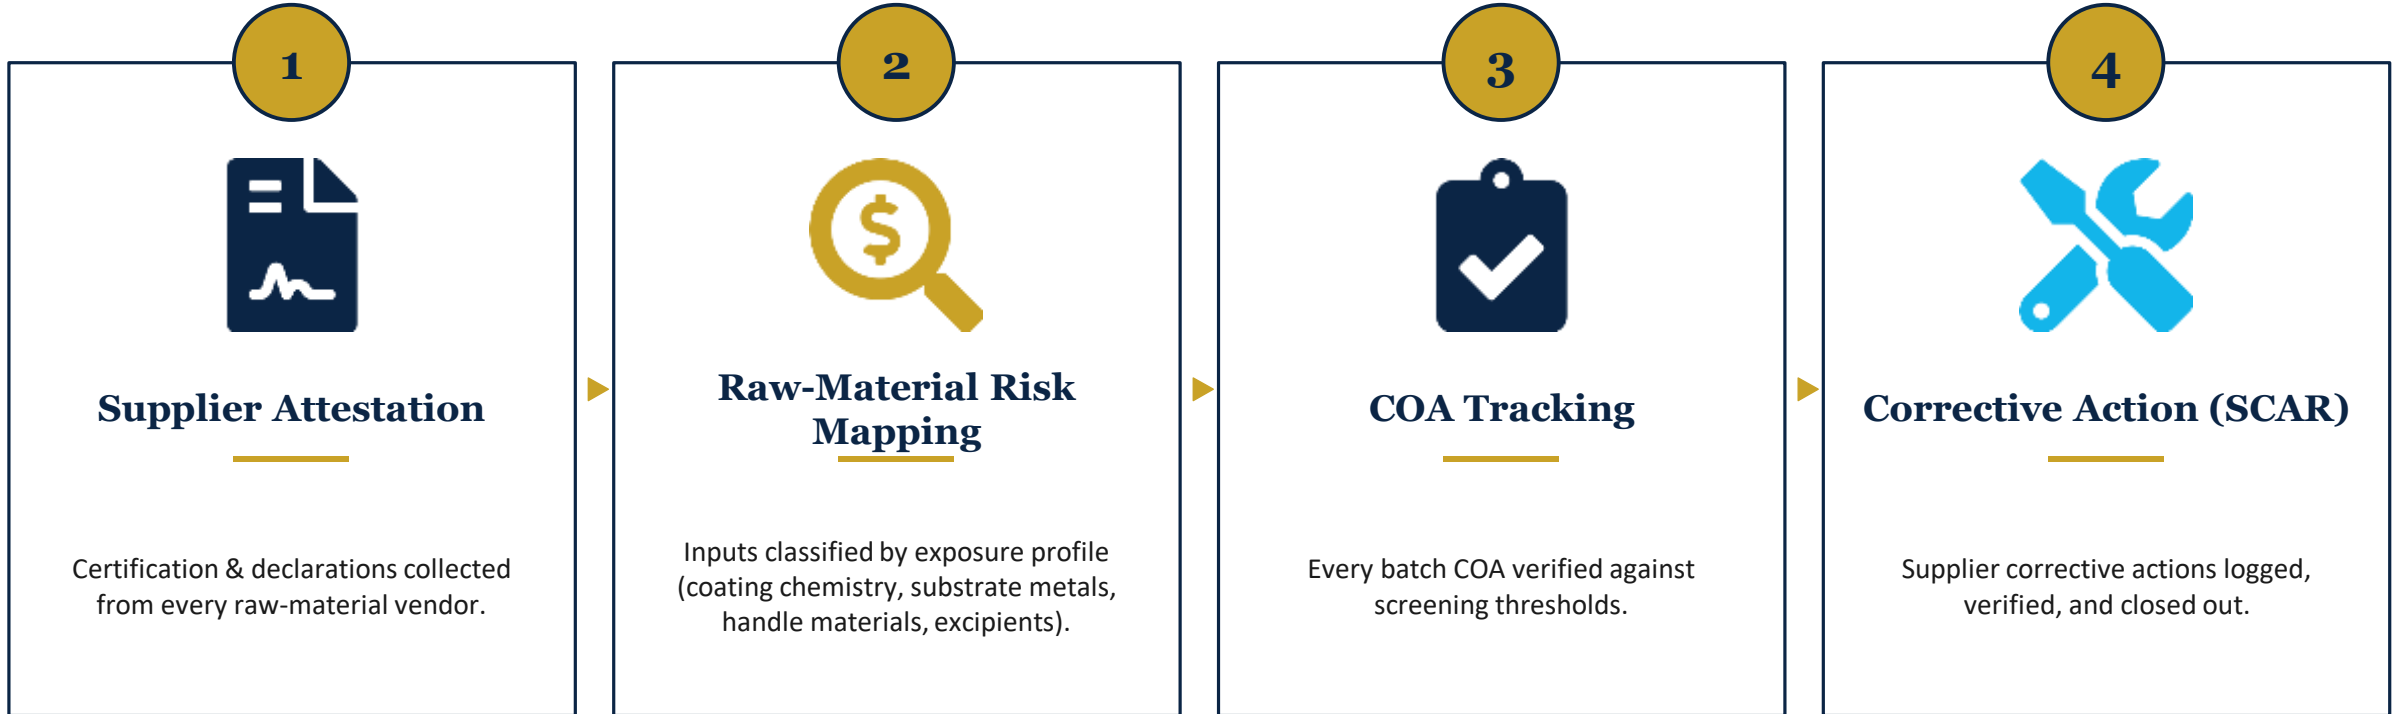 1
Supplier Attestation
Certification & declarations collected
from every raw-material vendor.
2
$
Raw-Material Risk
Mapping
Inputs classified by exposure profile
(coating chemistry, substrate metals,
handle materials, excipients).
3
COA Tracking
Every batch COA verified against
screening thresholds.
4
Corrective Action (SCAR)
Supplier corrective actions logged,
verified, and closed out.